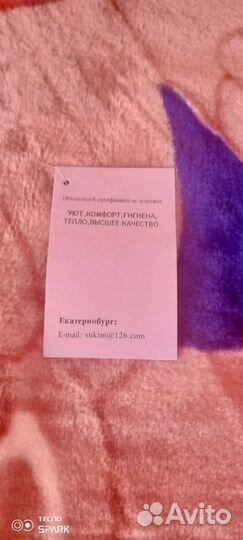 Обязательной сертификации не подлежит
УЮТ,КОМФОРТ,ГИГИЕНА,
ТЕПЛО,ВЫСШЕЕ КАЧЕСТВО
Екатеринбург:
E-mail: snkim@126.com
TECNO
SPARK
Avito